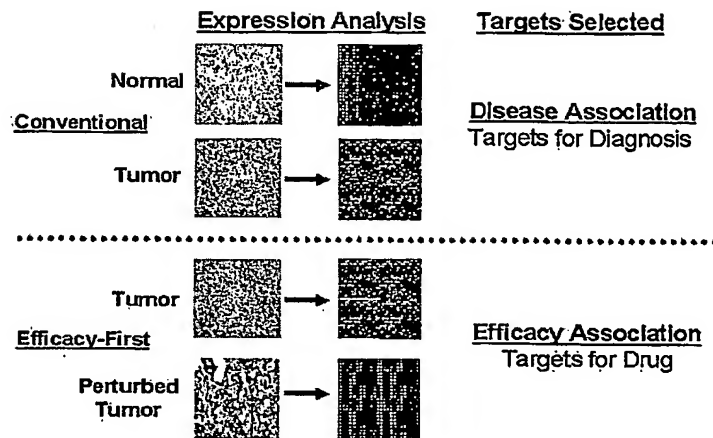 Expression Analysis
Targets Selected
Normal
Conventional
Disease Association
Targets for Diagnosis
Tumor
Tumor
Efficacy-First
Efficacy Association
Targets for Drug
Perturbed
Tumor